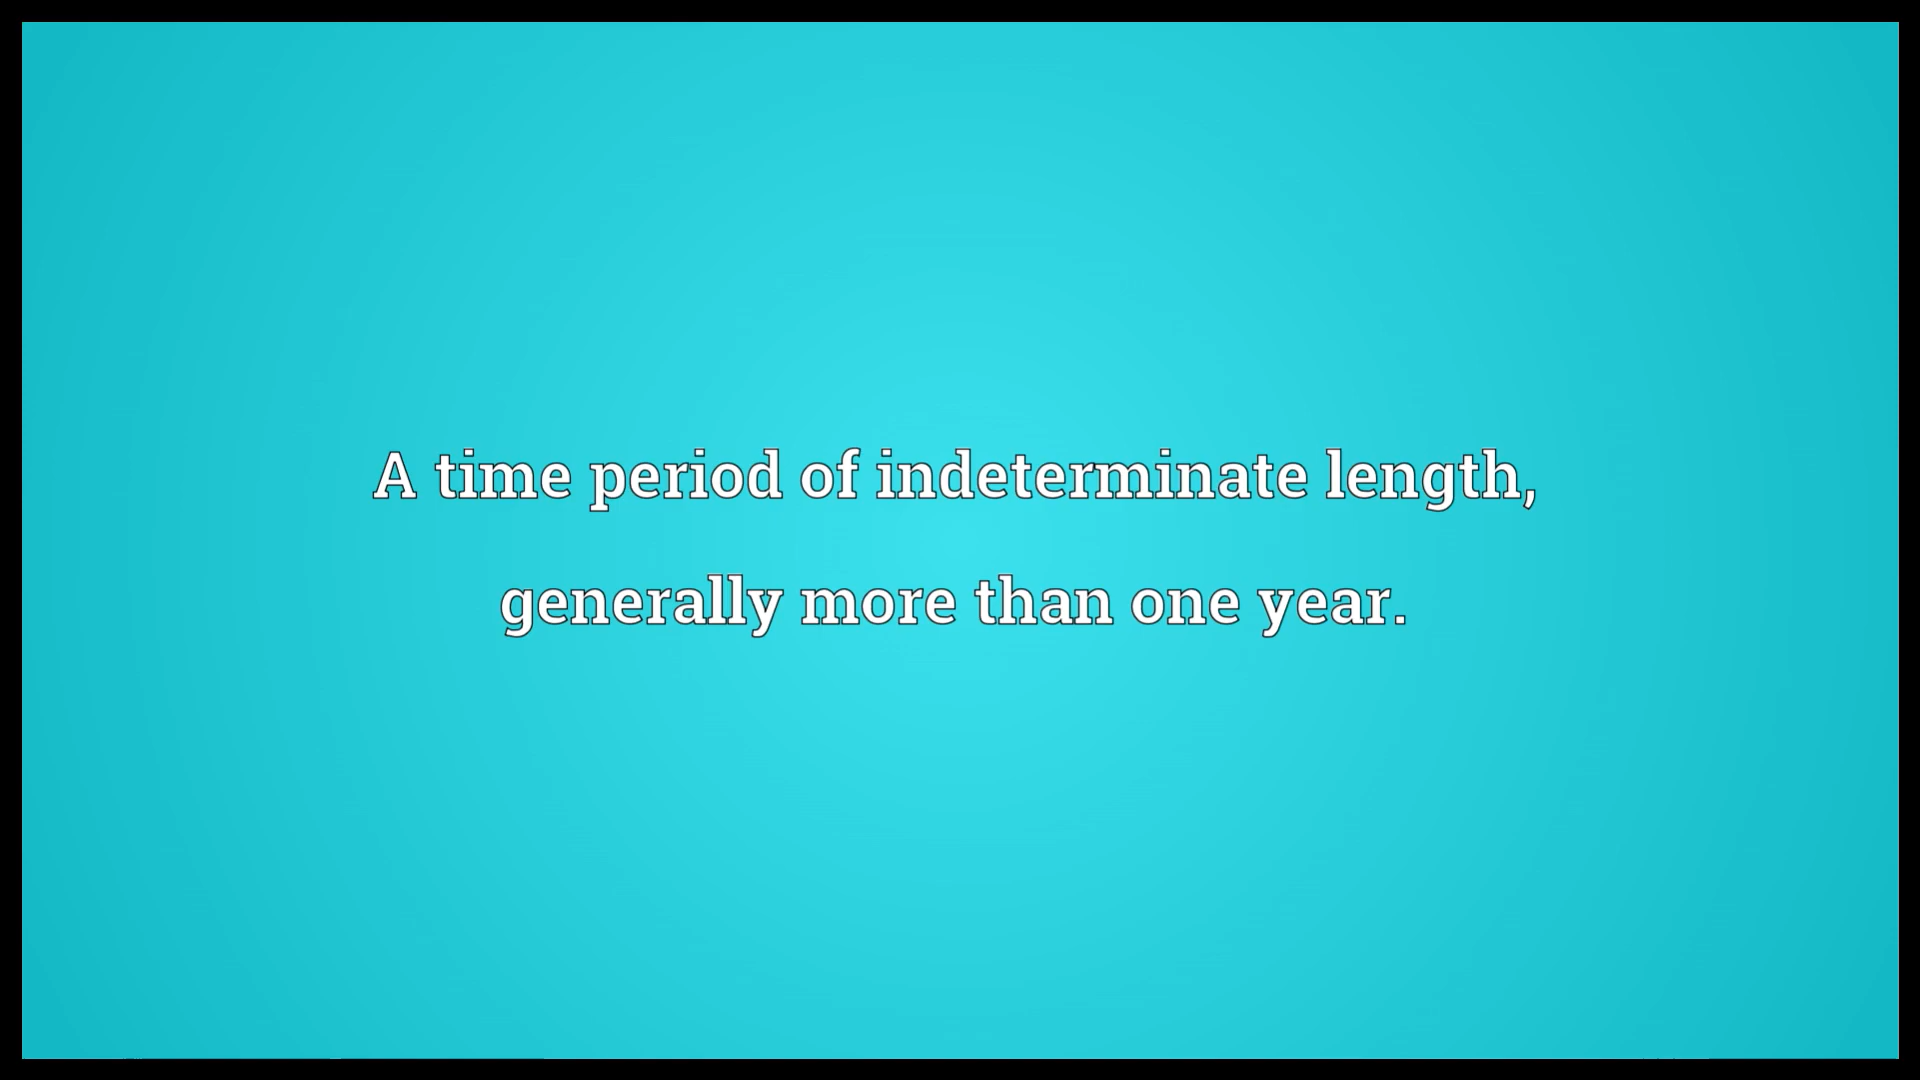 A time period of indeterminate length,
generally more than one year.